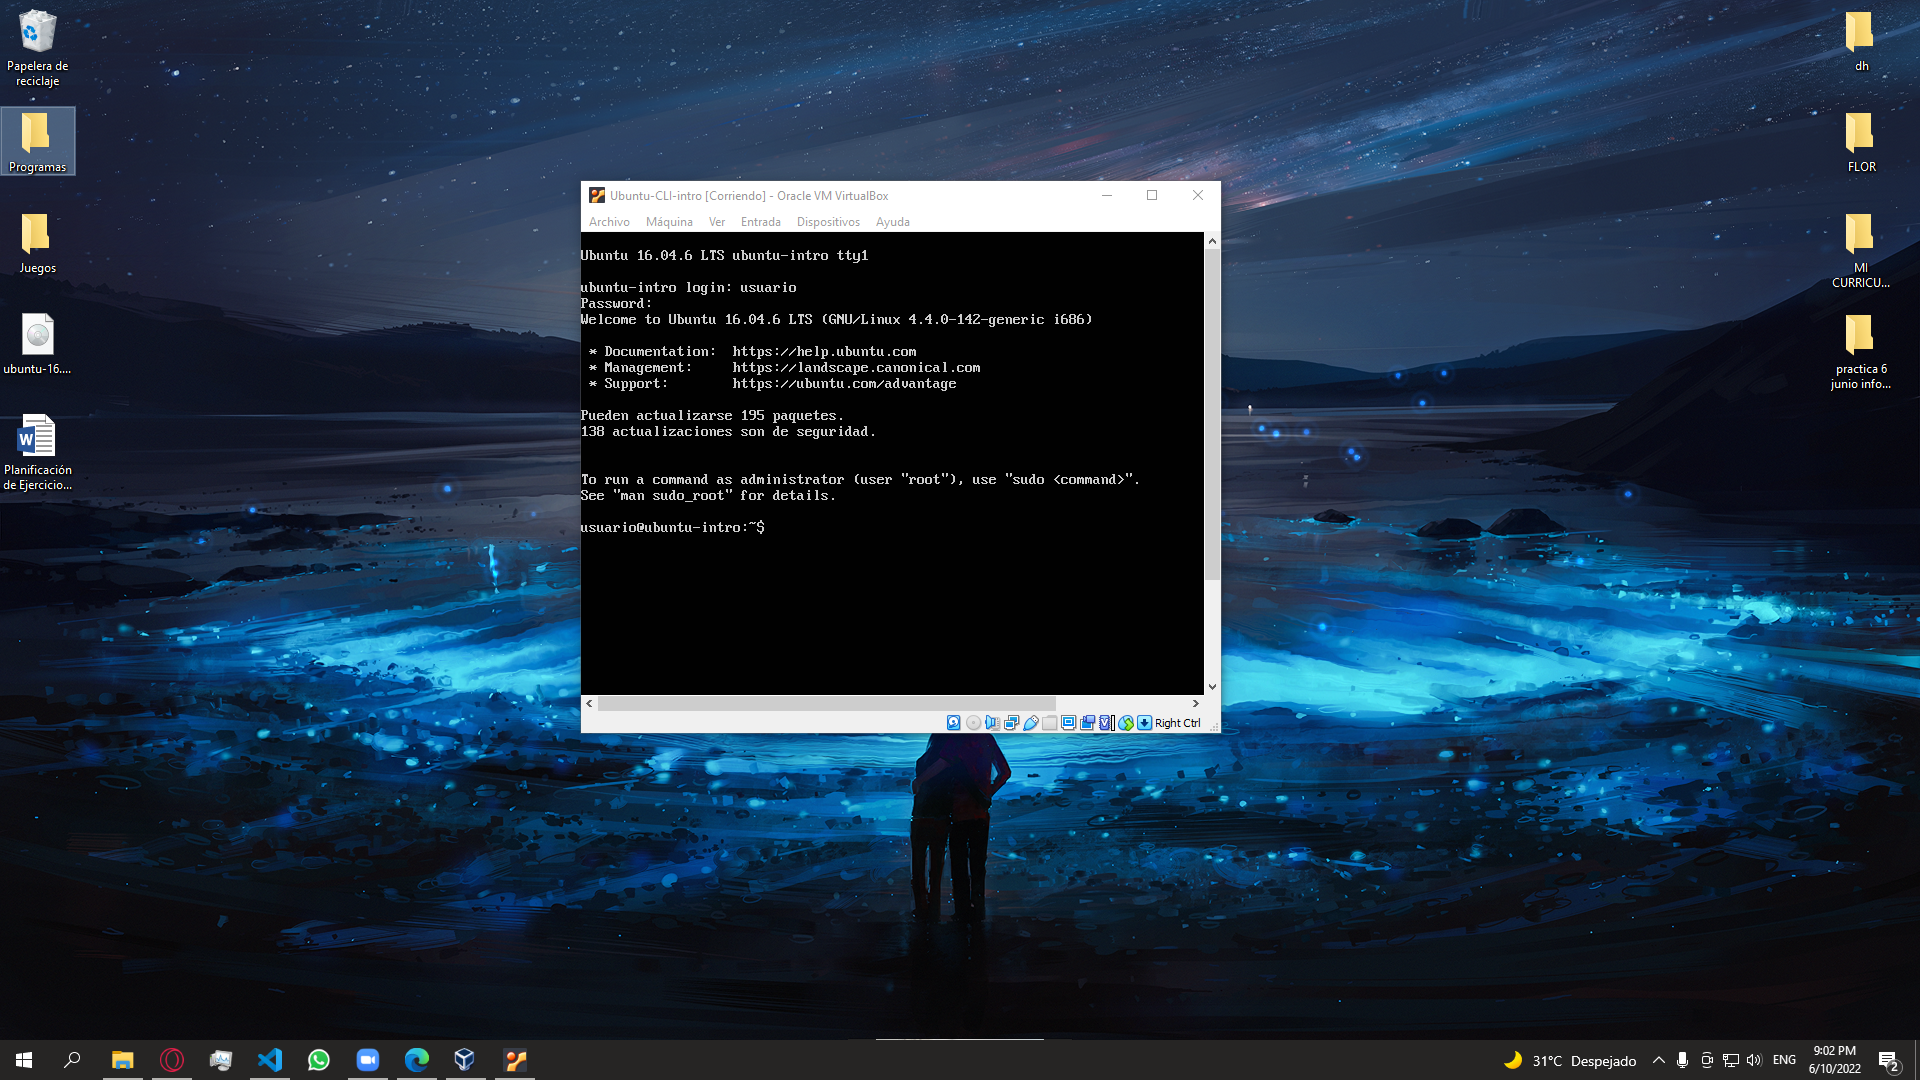 Papelera de
reciclaje
Programas
Juegos
ubuntu-16....
Planificación
de Ejercicio...
dh
FLOR
MI
CURRICU...
practica 6
junio info...
Ubuntu-CLI-intro [Corriendo] - Oracle VM VirtualBox
Archivo Máquina Ver Entrada Dispositivos Ayuda
Ubuntu 16.04.6 LTS ubuntu-intro tty1
ubuntu-intro login: usuario
Password:
Welcome to Ubuntu 16.04.6 LTS (GNU/Linux 4.4.0-142-generic i686)
* Documentation: https://help.ubuntu.com
* Management: https://landscape.canonical.com
* Support: https://ubuntu.com/advantage
Pueden actualizarse 195 paquetes.
138 actualizaciones son de seguridad.
To run a command as administrator (user "root"), use "sudo <command>".
See "man sudo_root" for details.
usuario@ubuntu-intro:~$
Right Ctrl
31°C Despejado
ENG
9:02 PM
6/10/2022
2